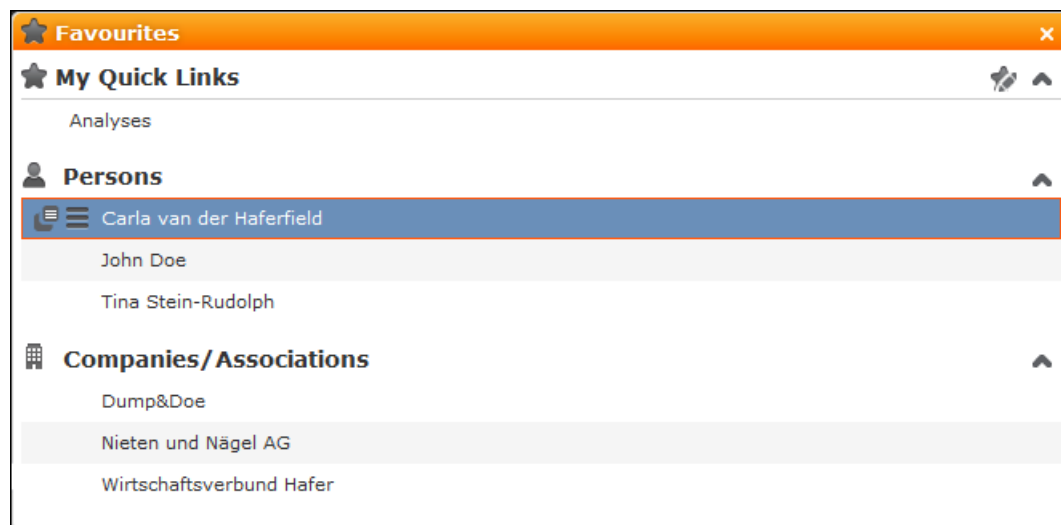 Favourites
My Quick Links
Analyses
Persons
Carla van der Haferfield
John Doe
Tina Stein-Rudolph
Companies/Associations
Dump&Doe
Nieten und Nägel AG
Wirtschaftsverbund Hafer